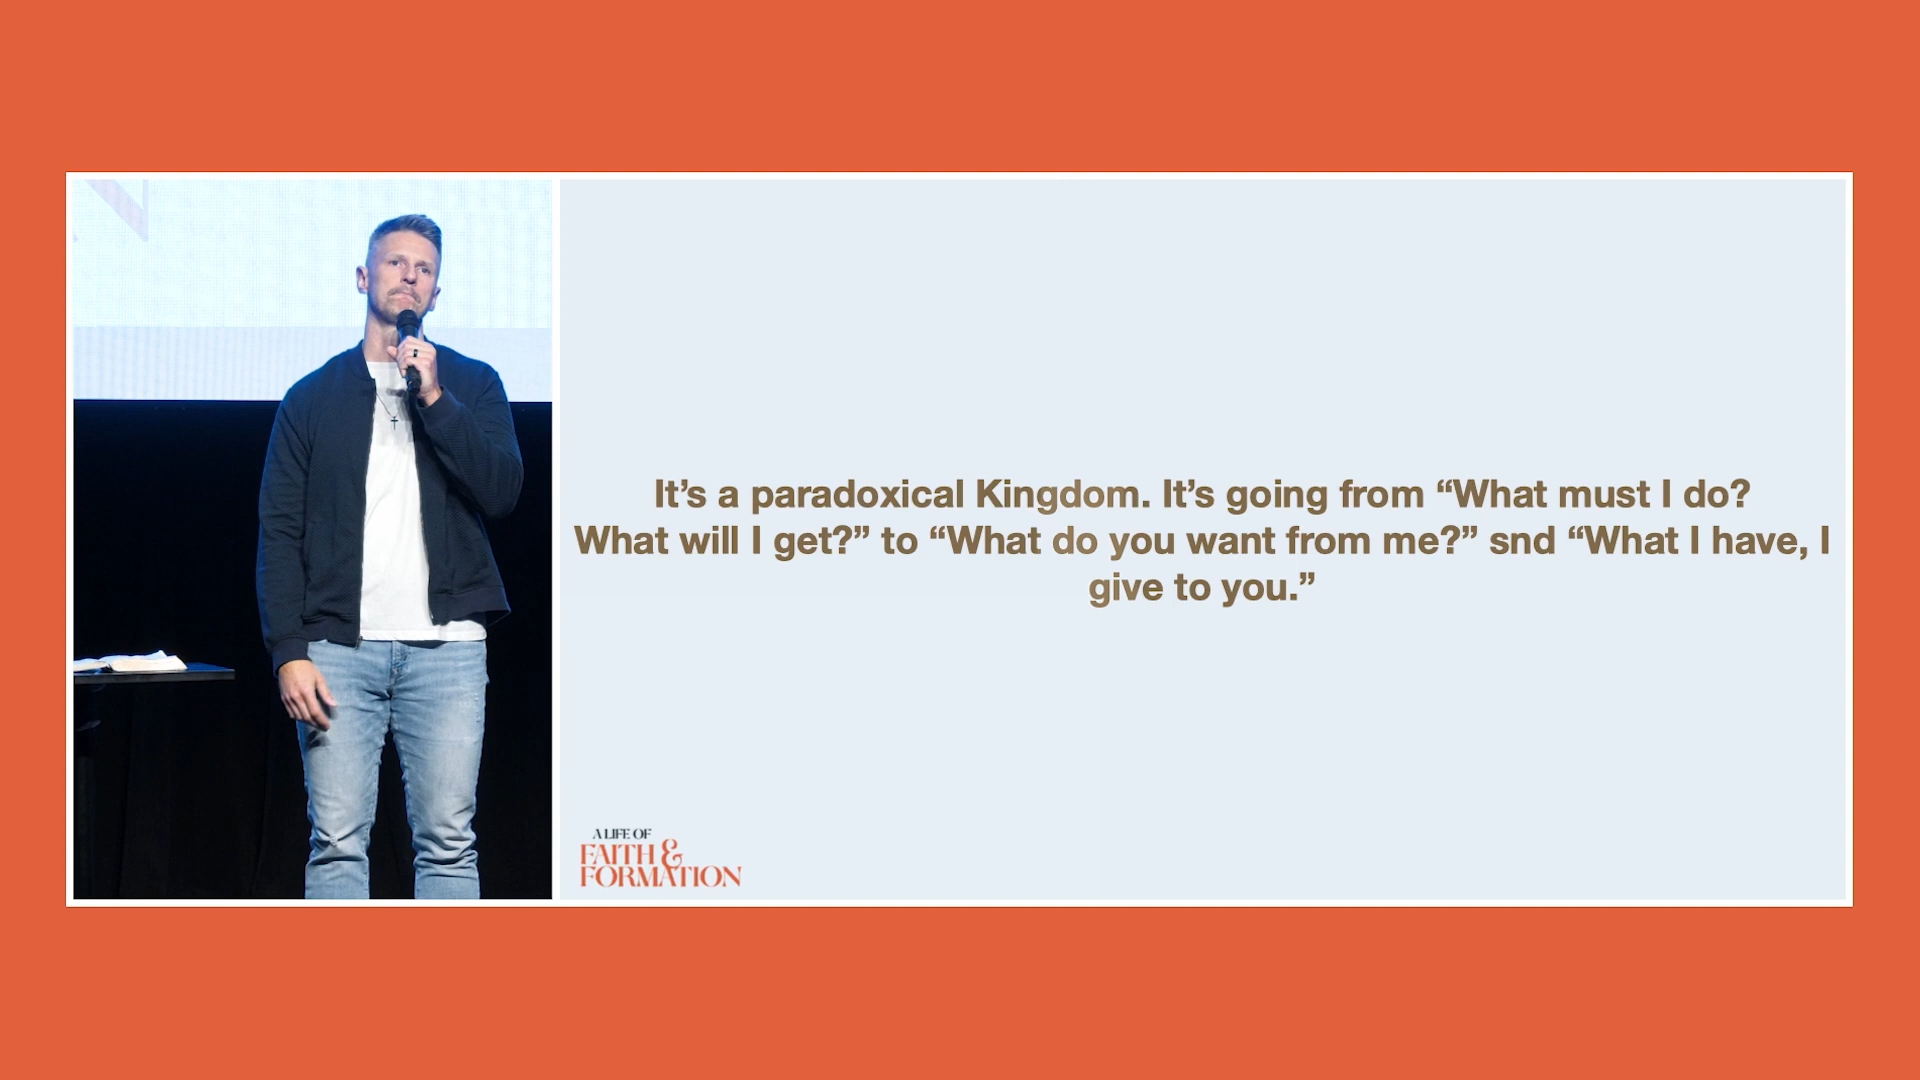 It’s a paradoxical Kingdom. It’s going from “What must I do?
What will I get?” to “What do you want from me?” snd “What I have, I
give to you.”
A LIFE OF
FAITH &
FORMATION